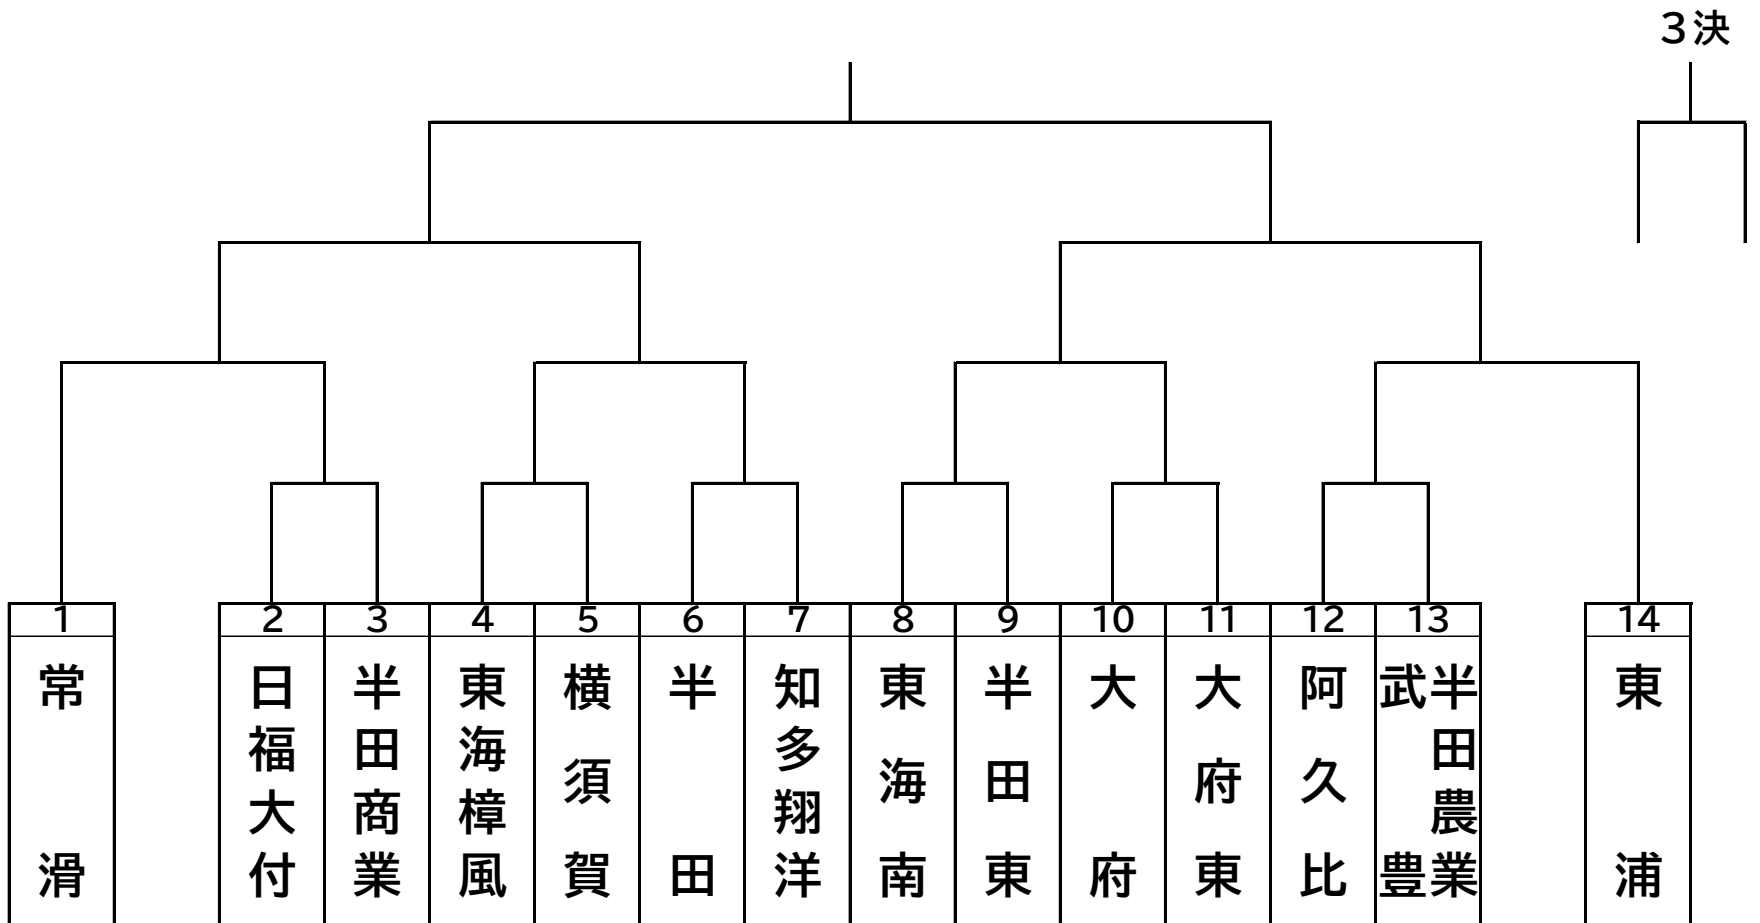 ３決
1
2
3
4
5
6
7
8
9
10
11
12
13
14
常滑
日福大付
半田商業
東海樟風
横須賀
半田
知多翔洋
東海南
半田東
大府
大府東
阿久比
半田農業
武豊
東浦